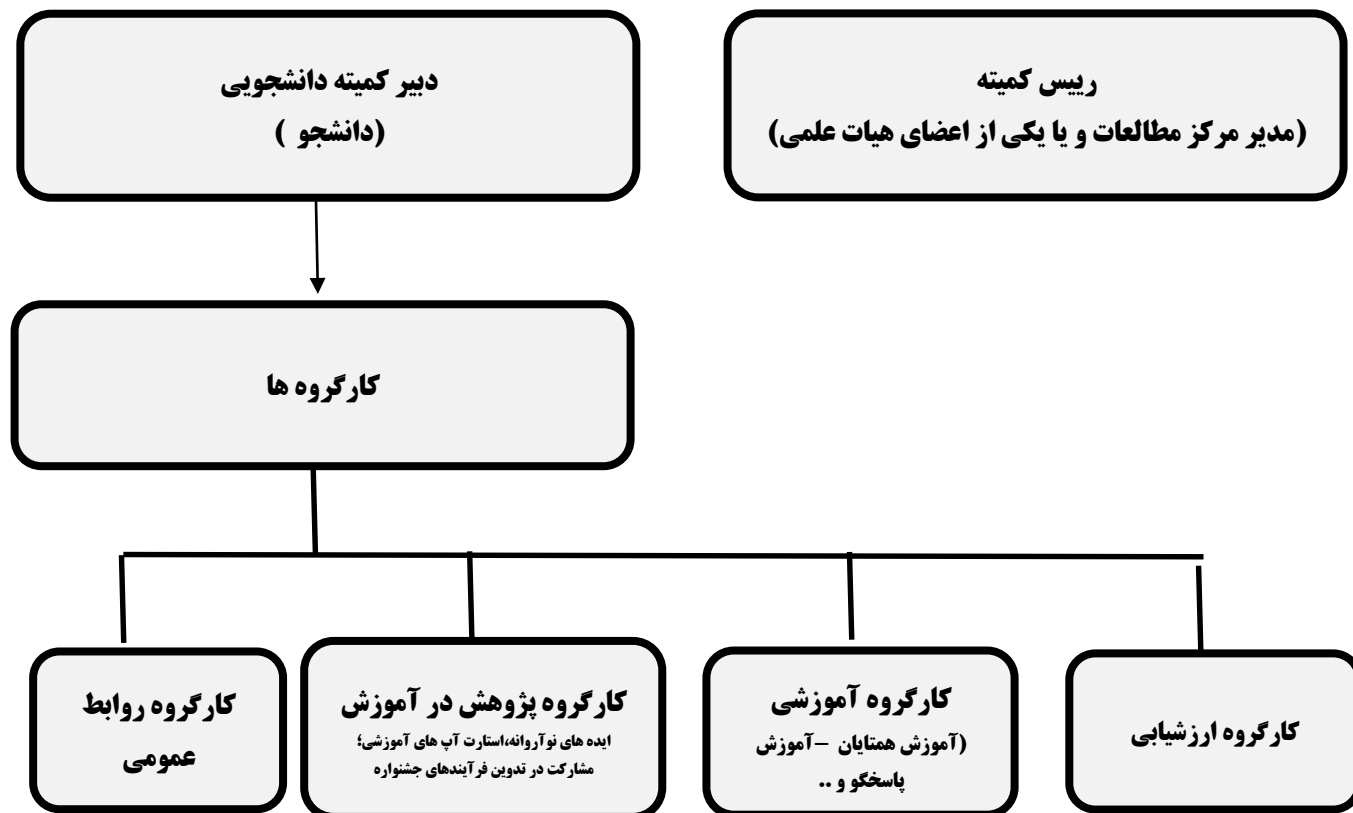 رییس کمیته
(مدیر مرکز مطالعات و یا یکی از اعضای هیات علمی)
دبیر کمیته دانشجویی
(دانشجو )
کارگروه ها
کارگروه ارزشیابی
کارگروه آموزشی
(آموزش همتایان –آموزش
پاسخگو و ..
کارگروه پژوهش در آموزش
ایده های نوآروانه،استارت آپ های آموزشی؛
مشارکت در تدوین فرآیندهای جشنواره
کارگروه روابط
عمومی